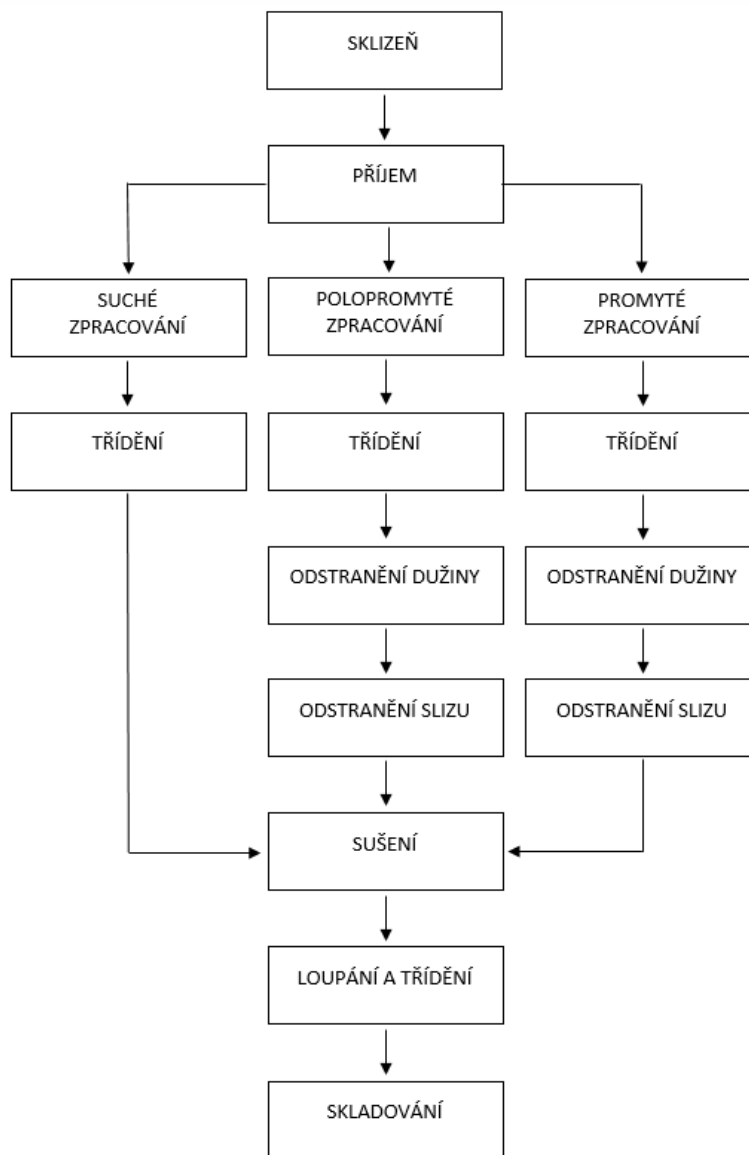 SKLIZEŇ
PŘÍJEM
SUCHÉ
ZPRACOVÁNÍ
POLOPROMYTÉ
ZPRACOVÁNÍ
PROMYTÉ
ZPRACOVÁNÍ
TŘÍDĚNÍ
TŘÍDĚNÍ
TŘÍDĚNÍ
ODSTRANĚNÍ DUŽINY
ODSTRANĚNÍ DUŽINY
ODSTRANĚNÍ SLIZU
ODSTRANĚNÍ SLIZU
SUŠENÍ
LOUPÁNÍ A TŘÍDĚNÍ
SKLADOVÁNÍ